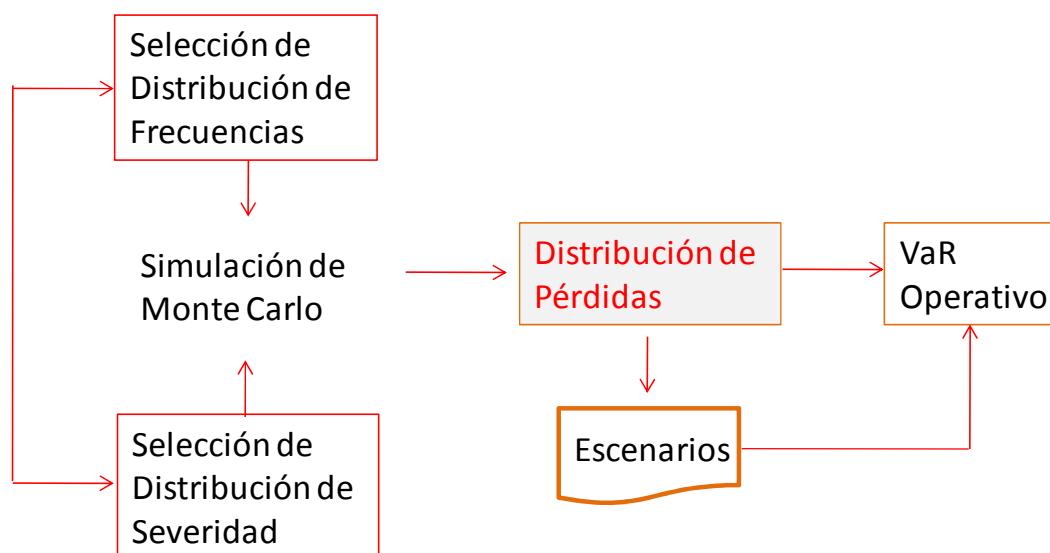 Selección de
Distribución de
Frecuencias
Simulación de
Monte Carlo
Distribución de
Pérdidas
VaR
Operativo
Escenarios
Selección de
Distribución de
Severidad